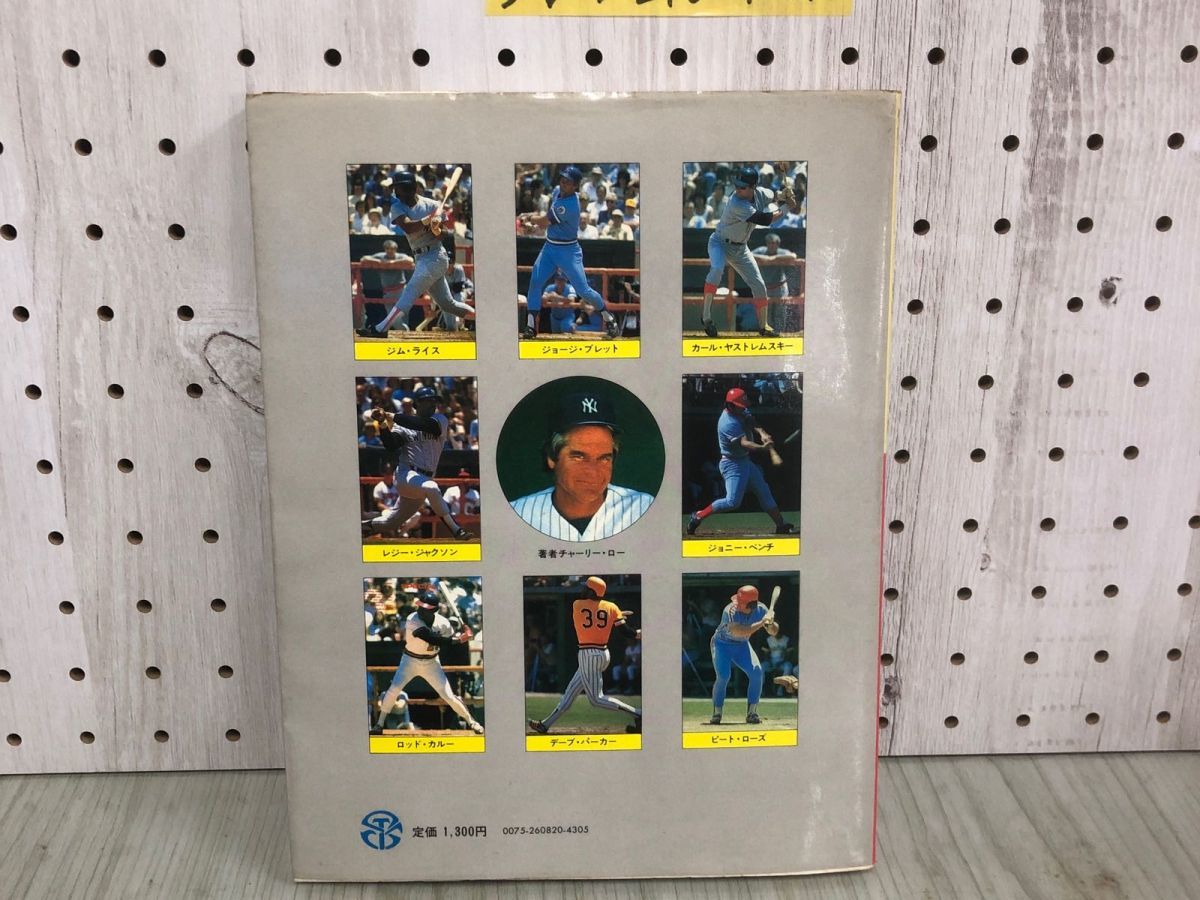 ジム・ライス
ジョージ・ブレット
カール・ヤストレムスキー
レジー・ジャクソン
NY
著者チャーリー・ロー
ジョニー・ベンチ
ロッド・カルー
39
デーブ・パーカー
ピート・ローズ
定価 1,300円 0075-260820-4305